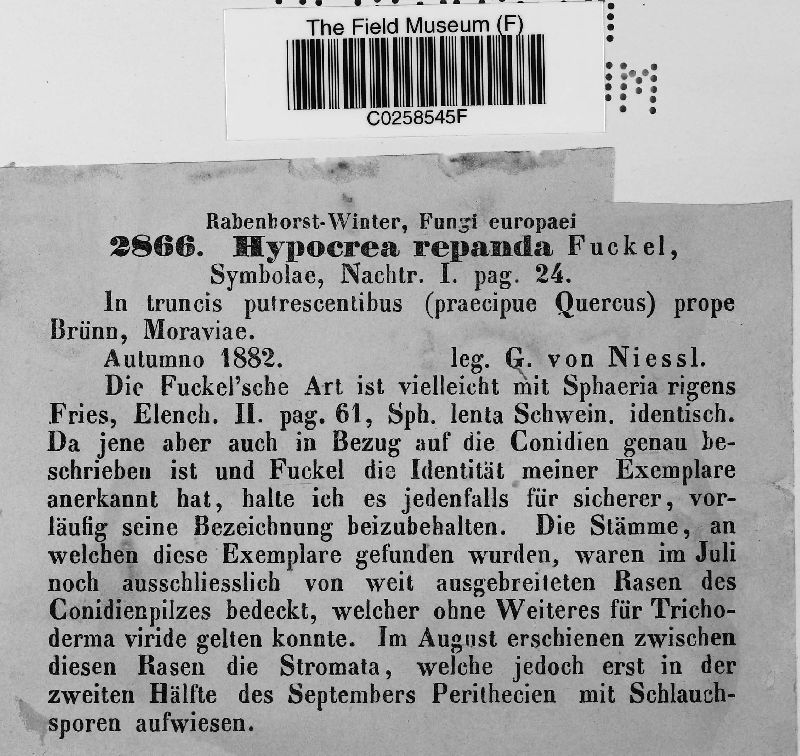 The Field Museum (F)
C0258545F
Rabenhorst-Winter, Fungi europaei
2866. Hypocrea repanda Fuckel,
Symbolae, Nachtr. I. pag. 24.
In truncis putrescentibus (praecipue Quercus) prope
Brünn, Moraviae.
Autumno 1882. leg. G. von Niessl.
Die Fuckel'sche Art ist vielleicht mit Sphaeria rigens
Fries, Elench. II. pag. 61, Sph. lenta Schwein. identisch.
Da jene aber auch in Bezug auf die Conidien genau be-
schrieben ist und Fuckel die Identität meiner Exemplare
anerkannt hat, halte ich es jedenfalls für sicherer, vor-
läufig seine Bezeichnung beizubehalten. Die Stämme, an
welchen diese Exemplare gefunden wurden, waren im Juli
noch ausschliesslich von weit ausgebreiteten Rasen des
Conidienpilzes bedeckt, welcher ohne Weiteres für Tricho-
derma viride gelten konnte. Im August erschienen zwischen
diesen Rasen die Stromata, welche jedoch erst in der
zweiten Hälfte des Septembers Perithecien mit Schlauch-
sporen aufwiesen.